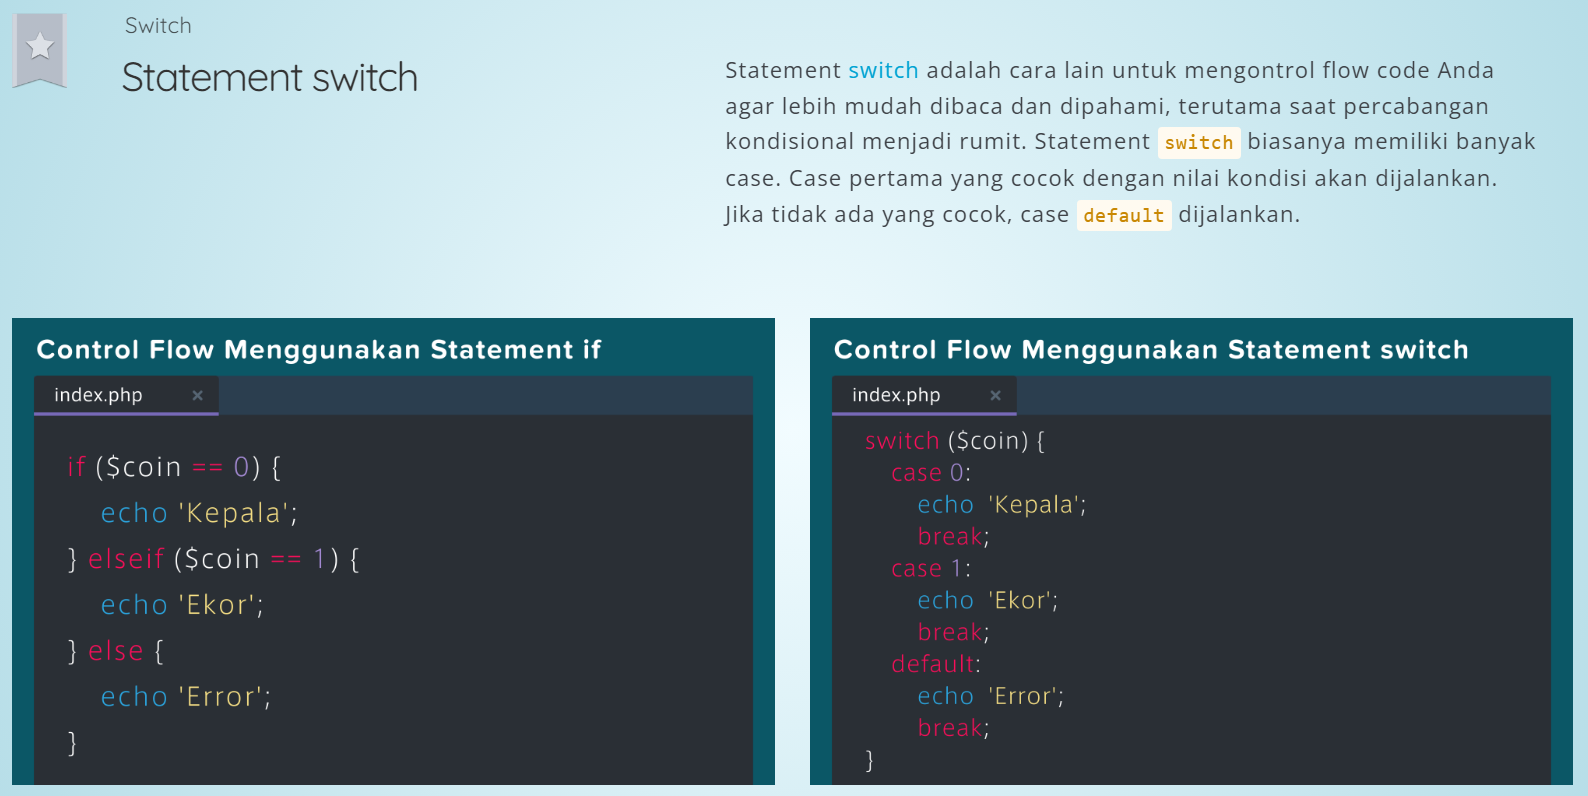 Switch
Statement switch
Statement switch adalah cara lain untuk mengontrol flow code Anda
agar lebih mudah dibaca dan dipahami, terutama saat percabangan
kondisional menjadi rumit. Statement switch biasanya memiliki banyak
case. Case pertama yang cocok dengan nilai kondisi akan dijalankan.
Jika tidak ada yang cocok, case default dijalankan.
Control Flow Menggunakan Statement if
index.php ×
if ($coin == 0) {
echo 'Kepala';
} elseif ($coin == 1) {
echo 'Ekor';
} else {
echo 'Error';
}
Control Flow Menggunakan Statement switch
index.php ×
switch ($coin) {
case 0:
echo 'Kepala';
break;
case 1:
echo 'Ekor';
break;
default:
echo 'Error';
break;
}